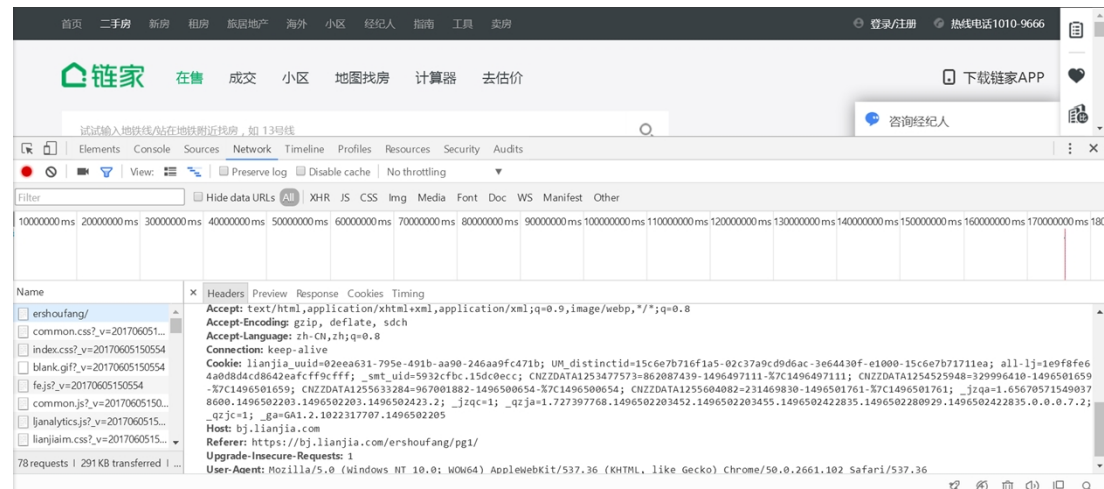 首页 二手房 新房 租房 旅居地产 海外 小区 经纪人 指南 工具 卖房 登录/注册 热线电话1010-9666
链家 在售 成交 小区 地图找房 计算器 去估价 下载链家APP
试试输入地铁线/站在地铁附近找房，如 13号线
咨询经纪人
Elements Console Sources Network Timeline Profiles Resources Security Audits
View: Preserve log Disable cache No throttling
Filter Hide data URLs All XHR JS CSS Img Media Font Doc WS Manifest Other
10000000 ms 20000000 ms 30000000 ms 40000000 ms 50000000 ms 60000000 ms 70000000 ms 80000000 ms 90000000 ms 100000000 ms 110000000 ms 120000000 ms 130000000 ms 140000000 ms 150000000 ms 160000000 ms 170000000 ms 180
Name × Headers Preview Response Cookies Timing
ershoufang/
common.css?_v=201706051...
index.css?_v=20170605150554
blank.gif?_v=20170605150554
fe.js?_v=20170605150554
common.js?_v=20170605150...
ljanalytics.js?_v=201706051...
lianjiaim.css?_v=2017060515...
78 requests | 291 KB transferred | ...
Accept: text/html,application/xhtml+xml,application/xml;q=0.9,image/webp,*/*;q=0.8
Accept-Encoding: gzip, deflate, sdch
Accept-Language: zh-CN,zh;q=0.8
Connection: keep-alive
Cookie: lianjia_uuid=02eea631-795e-491b-aa90-246aa9fc471b; UM_distinctid=15c6e7b716f1a5-02c37a9cd9d6ac-3e64430f-e1000-15c6e7b71711ea; all-lj=1e9f8fe6
4a0d8d4cd8642eafcff9cfff; _smt_uid=5932cfbc.15dc0ecc; CNZZDATA1253477573=862087439-1496497111-%7C1496497111; CNZZDATA1254525948=329996410-1496501659
-%7C1496501659; CNZZDATA1255633284=967001882-1496500654-%7C1496500654; CNZZDATA1255604082=231469830-1496501761-%7C1496501761; _jzqa=1.65670571549037
8600.1496502203.1496502203.1496502423.2; _jzqc=1; _qzja=1.727397768.1496502203452.1496502203455.1496502422835.1496502280929.1496502422835.0.0.0.7.2;
_qzjc=1; _ga=GA1.2.1022317707.1496502205
Host: bj.lianjia.com
Referer: https://bj.lianjia.com/ershoufang/pg1/
Upgrade-Insecure-Requests: 1
User-Agent: Mozilla/5.0 (Windows NT 10.0; WOW64) AppleWebKit/537.36 (KHTML, like Gecko) Chrome/50.0.2661.102 Safari/537.36